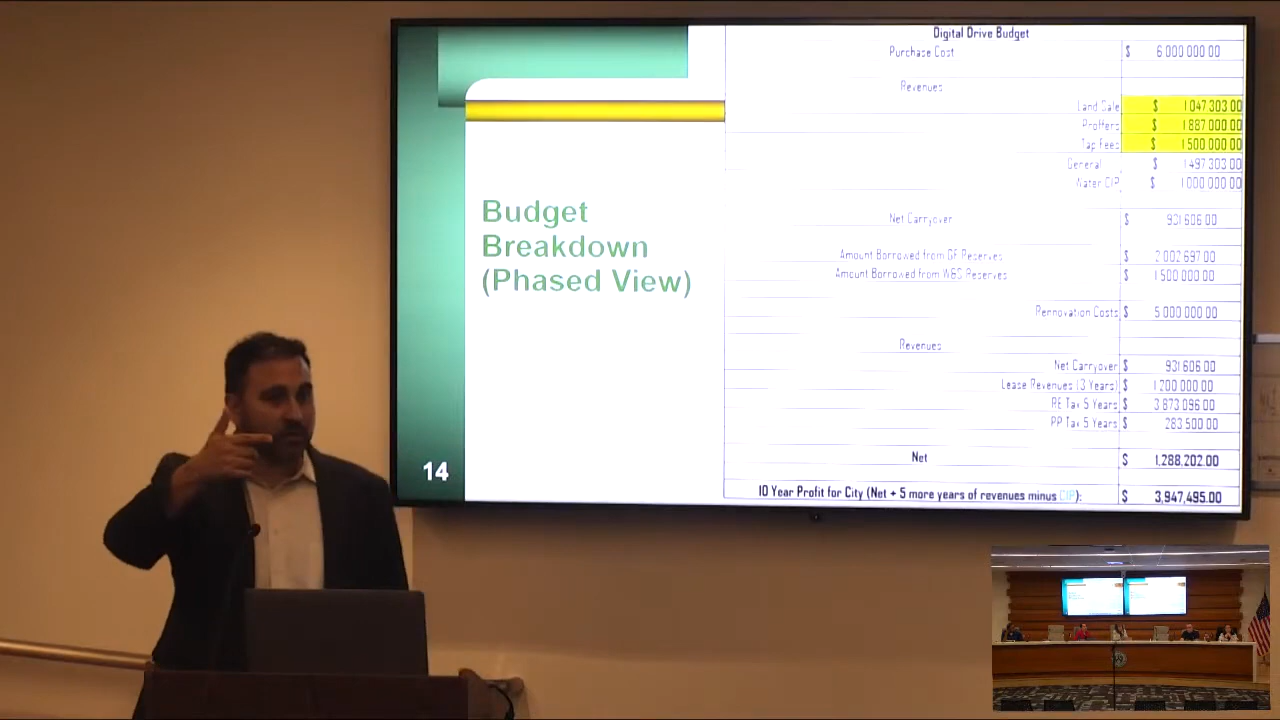 Digital Drive Budget
Purchase Cost $ 6 000 000 00
Revenues
Land Sale $ 1 047 303 00
Proffers $ 1 887 000 00
Tap Fees $ 1 500 000 00
General $ 1 497 303 00
Water CIP $ 1 000 000 00
Net Carryover $ 931 606 00
Amount Borrowed from GF Reserves $ 2 002 697 00
Amount Borrowed from W&S Reserves $ 1 500 000 00
Rennovation Costs $ 5 000 000 00
Revenues
Net Carryover $ 931 606 00
Lease Revenues (3 Years) $ 1 200 000 00
RE Tax 5 Years $ 3 873 096 00
PP Tax 5 Years $ 283 500 00
Net $ 1,288,202.00
10 Year Profit for City (Net + 5 more years of revenues minus CIP): $ 3,947,495.00
Budget
Breakdown
(Phased View)
14